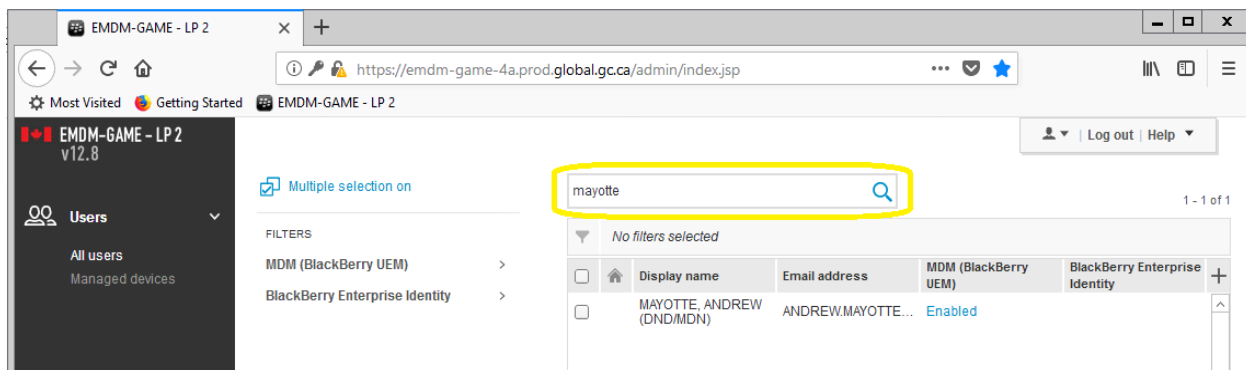 EMDM-GAME - LP 2
https://emdm-game-4a.prod.global.gc.ca/admin/index.jsp
Most Visited Getting Started EMDM-GAME - LP 2
EMDM-GAME - LP 2
v12.8
Log out | Help
Multiple selection on
mayotte
1 - 1 of 1
Users
FILTERS
No filters selected
All users
MDM (BlackBerry UEM)
Managed devices
BlackBerry Enterprise Identity
Display name Email address MDM (BlackBerry UEM) BlackBerry Enterprise Identity
MAYOTTE, ANDREW (DND/MDN) ANDREW.MAYOTTE... Enabled